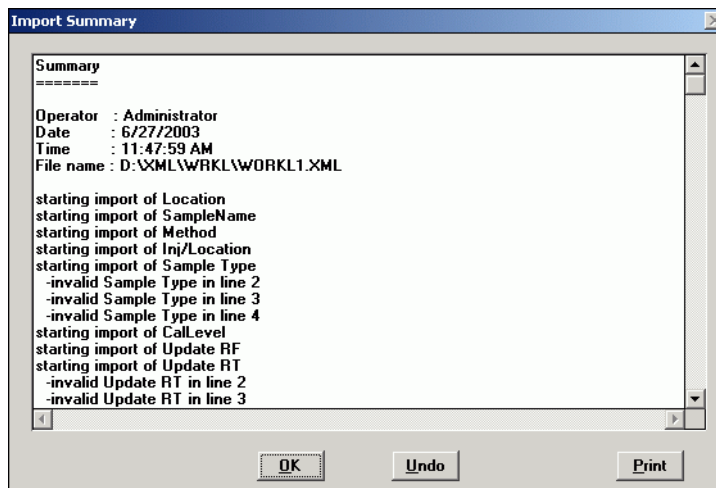 Import Summary
Summary
=======
Operator : Administrator
Date : 6/27/2003
Time : 11:47:59 AM
File name : D:\XML\WRKL\WORKL1.XML
starting import of Location
starting import of SampleName
starting import of Method
starting import of Inj/Location
starting import of Sample Type
-invalid Sample Type in line 2
-invalid Sample Type in line 3
-invalid Sample Type in line 4
starting import of CalLevel
starting import of Update RF
starting import of Update RT
-invalid Update RT in line 2
-invalid Update RT in line 3
OK Undo Print